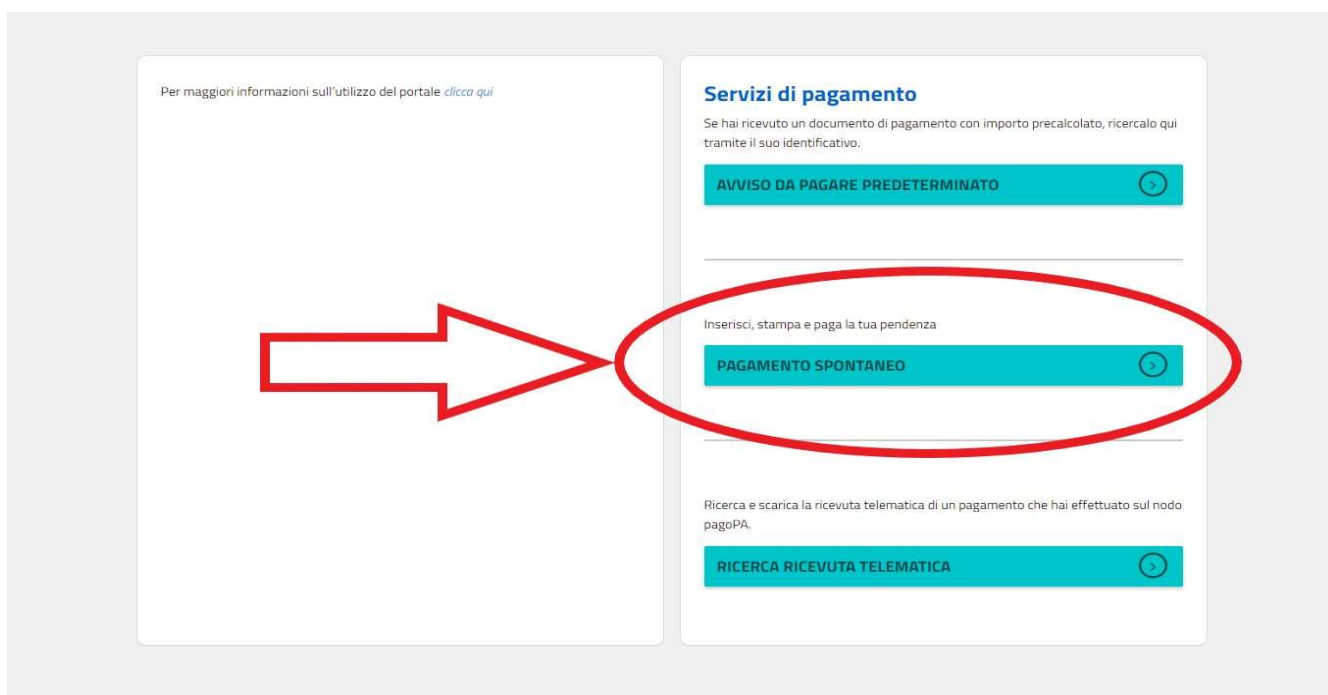 Per maggiori informazioni sull'utilizzo del portale clicca qui
Servizi di pagamento
Se hai ricevuto un documento di pagamento con importo precalcolato, ricercalo qui
tramite il suo identificativo.
AVVISO DA PAGARE PREDETERMINATO
Inserisci, stampa e paga la tua pendenza
PAGAMENTO SPONTANEO
Ricerca e scarica la ricevuta telematica di un pagamento che hai effettuato sul nodo
pagoPA.
RICERCA RICEVUTA TELEMATICA